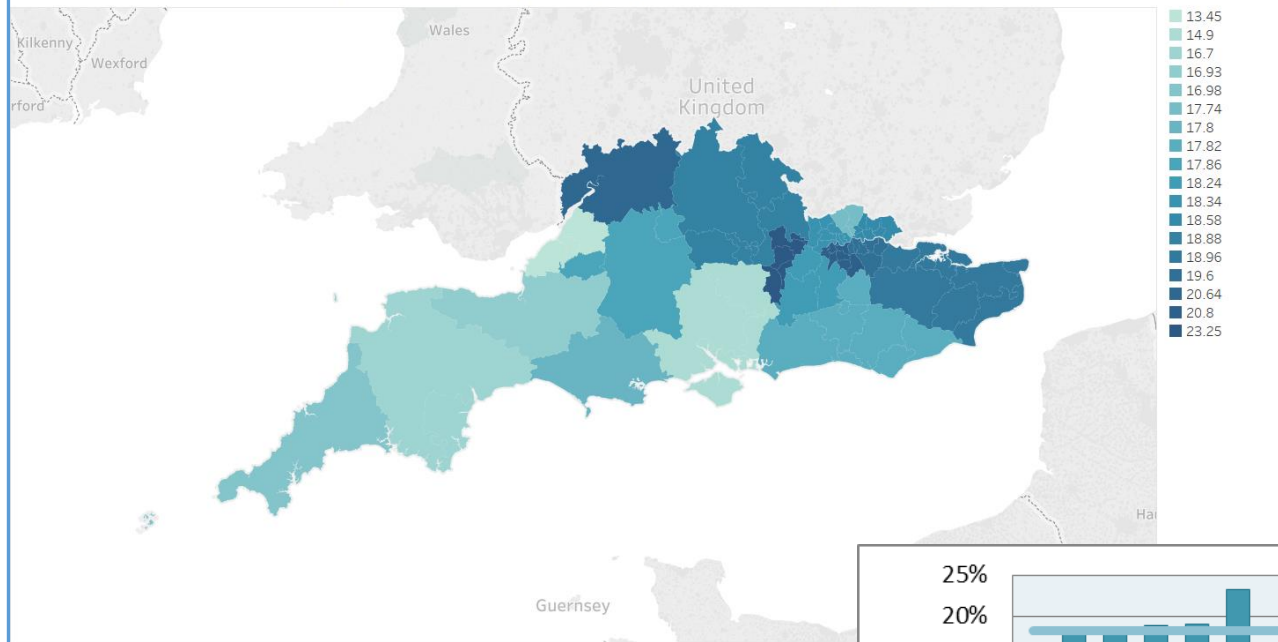 Kilkenny
Wexford
rford
Wales
United
Kingdom
Guernsey
Ha
13.45
14.9
16.7
16.93
16.98
17.74
17.8
17.82
17.86
18.24
18.34
18.58
18.88
18.96
19.6
20.64
20.8
23.25
25%
20%